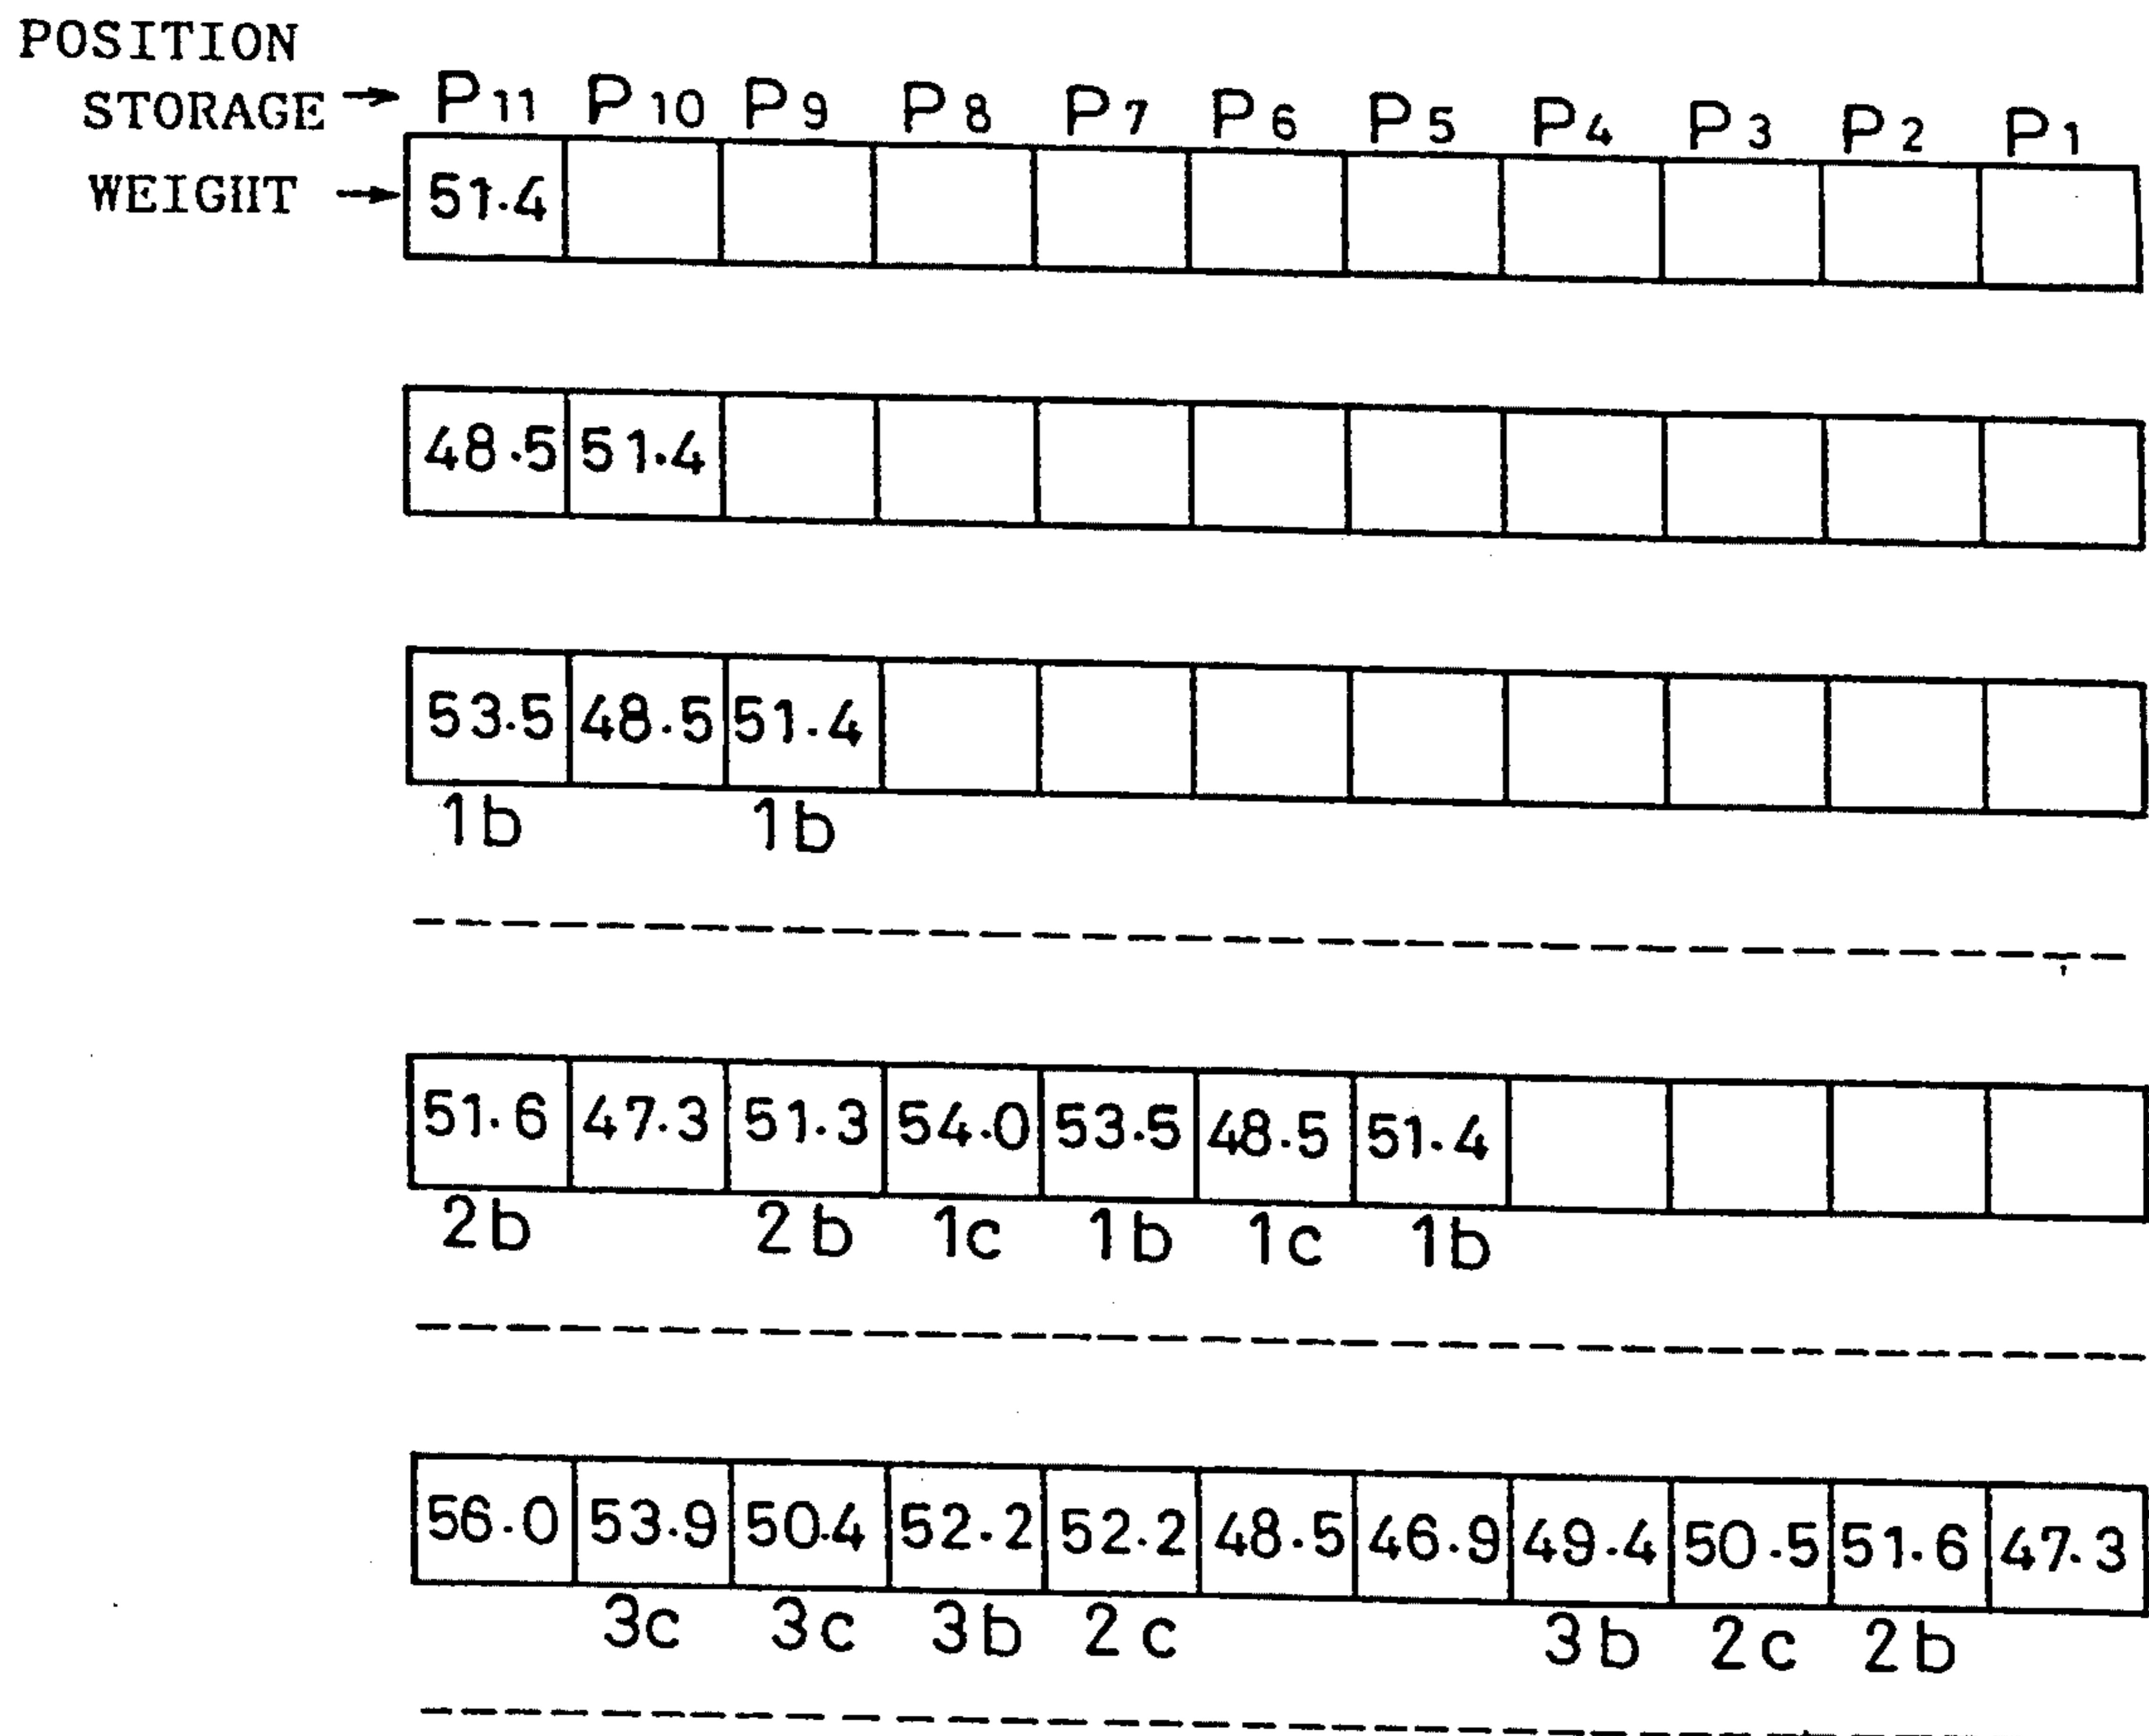 POSITION
STORAGE → P11 P10 P9 P8 P7 P6 P5 P4 P3 P2 P1
WEIGHT → 51.4
48.5 51.4
53.5 48.5 51.4
1b 1b
51.6 47.3 51.3 54.0 53.5 48.5 51.4
2b 2b 1c 1b 1c 1b
56.0 53.9 50.4 52.2 52.2 48.5 46.9 49.4 50.5 51.6 47.3
3c 3c 3b 2c 3b 2c 2b